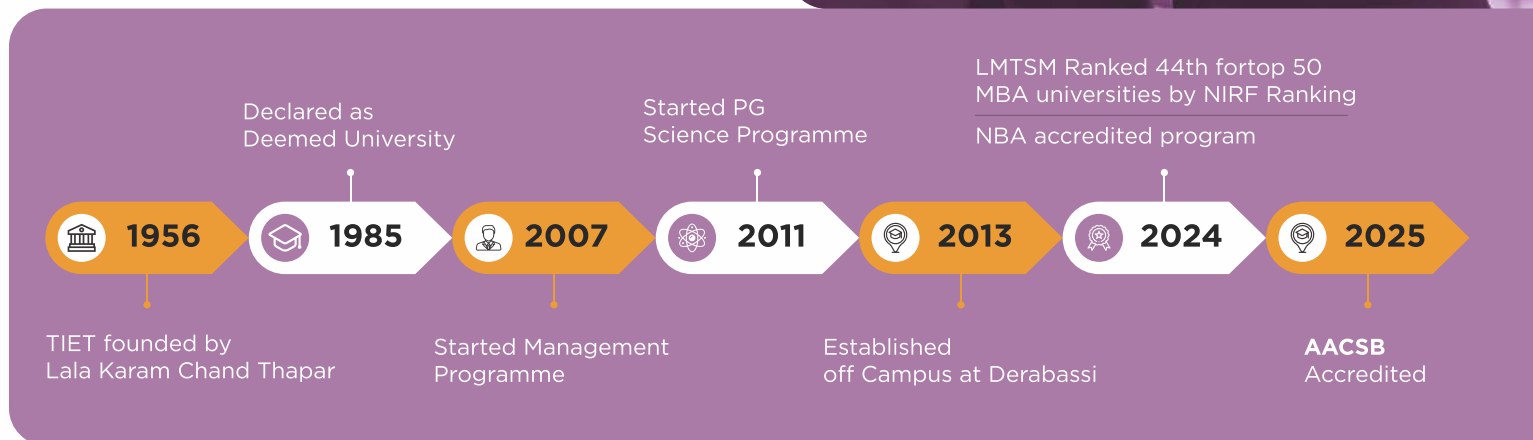 1956
TIET founded by
Lala Karam Chand Thapar
1985
Declared as
Deemed University
2007
Started Management
Programme
2011
Started PG
Science Programme
2013
Established
off Campus at Derabassi
2024
LMTSM Ranked 44th fortop 50
MBA universities by NIRF Ranking
NBA accredited program
2025
AACSB
Accredited